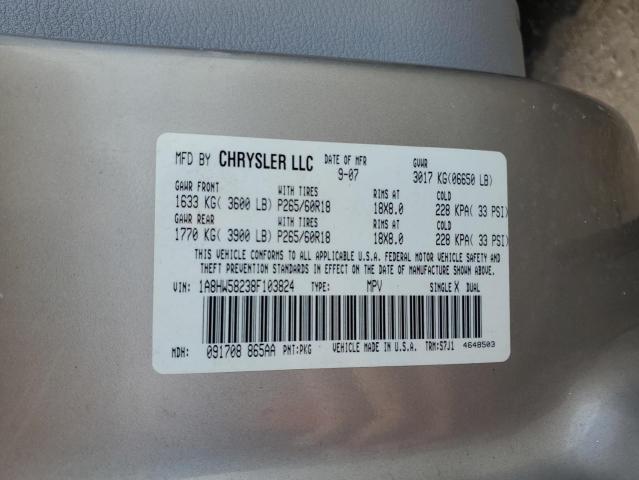 MFD BY CHRYSLER LLC DATE OF MFR GVWR
9-07 3017 KG(06650 LB)
GAWR FRONT WITH TIRES RIMS AT COLD
1633 KG( 3600 LB) P265/60R18 18X8.0 228 KPA( 33 PSI)
GAWR REAR WITH TIRES RIMS AT COLD
1770 KG( 3900 LB) P265/60R18 18X8.0 228 KPA( 33 PSI)
THIS VEHICLE CONFORMS TO ALL APPLICABLE U.S.A. FEDERAL MOTOR VEHICLE SAFETY AND
THEFT PREVENTION STANDARDS IN EFFECT ON THE DATE OF MANUFACTURE SHOWN ABOVE.
VIN: 1A8HW58238F103824 TYPE: MPV SINGLE X DUAL
MDH: 091708 865AA PNT:PKG VEHICLE MADE IN U.S.A. TRM:S7J1 4648503